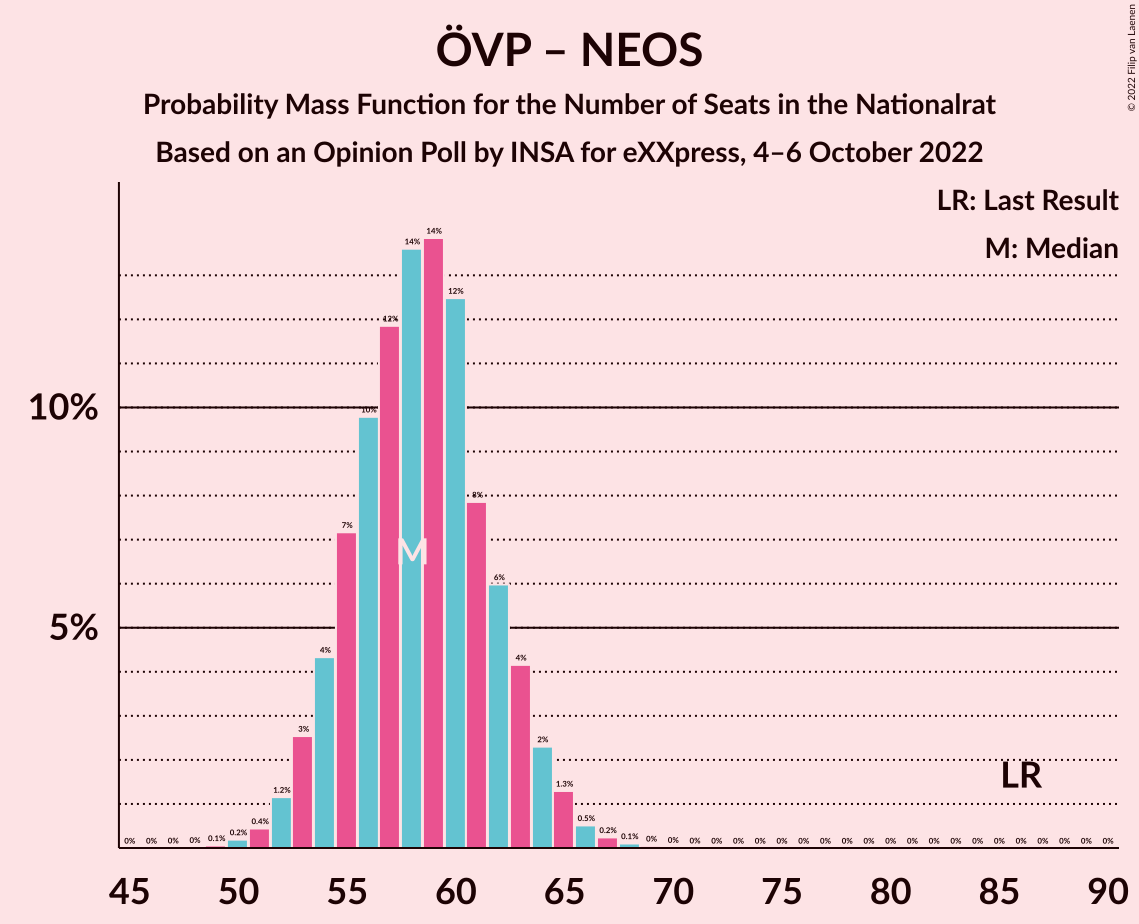 ÖVP – NEOS
Probability Mass Function for the Number of Seats in the Nationalrat
Based on an Opinion Poll by INSA for eXXpress, 4–6 October 2022
© 2022 Filip van Laenen
LR: Last Result
M: Median
10%
5%
0% 0% 0% 0% 0.1% 0.2% 0.4% 1.2% 3% 4% 7% 10% 12% 14% 14% 12% 8% 6% 4% 2% 1.3% 0.5% 0.2% 0.1% 0% 0% 0% 0% 0% 0% 0% 0% 0% 0% 0% 0% 0% 0% 0% 0% 0% 0% 0% 0% 0% 0%
M
LR
45 50 55 60 65 70 75 80 85 90